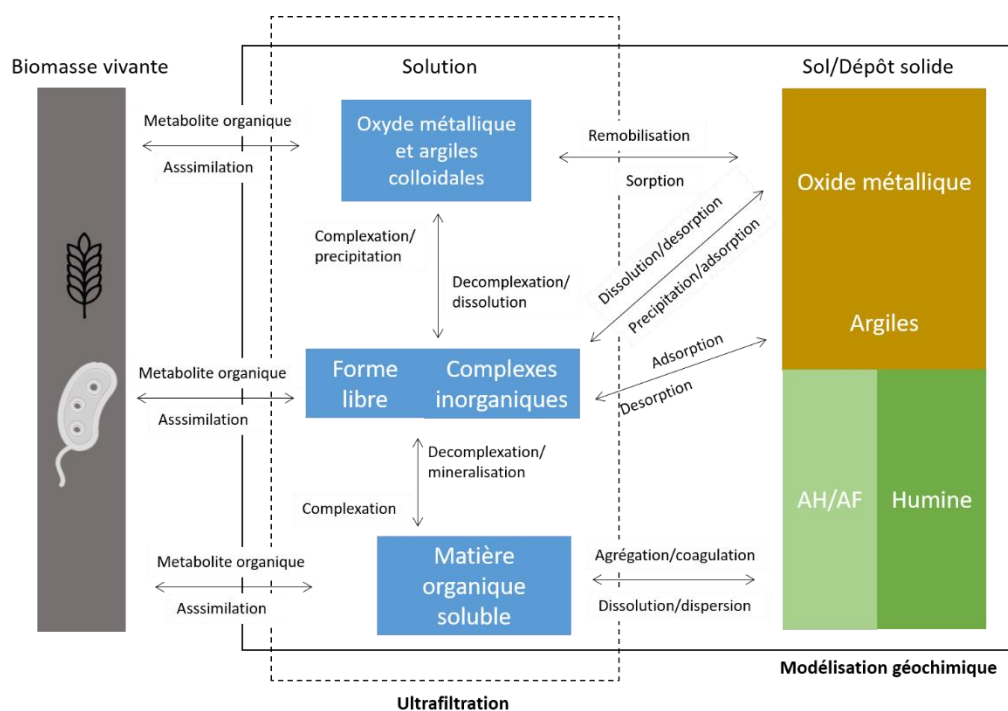 Biomasse vivante
Solution
Sol/Dépôt solide
Metabolite organique
Asssimilation
Oxyde métallique
et argiles
colloidales
Remobilisation
Sorption
Oxide métallique
Argiles
Complexation/
precipitation
Decomplexation/
dissolution
Dissolution/desorption
Precipitation/adsorption
Metabolite organique
Asssimilation
Forme
libre
Complexes
inorganiques
Adsorption
Desorption
Decomplexation/
mineralisation
Complexation
AH/AF
Humine
Metabolite organique
Asssimilation
Matière
organique
soluble
Agrégation/coagulation
Dissolution/dispersion
Modélisation géochimique
Ultrafiltration